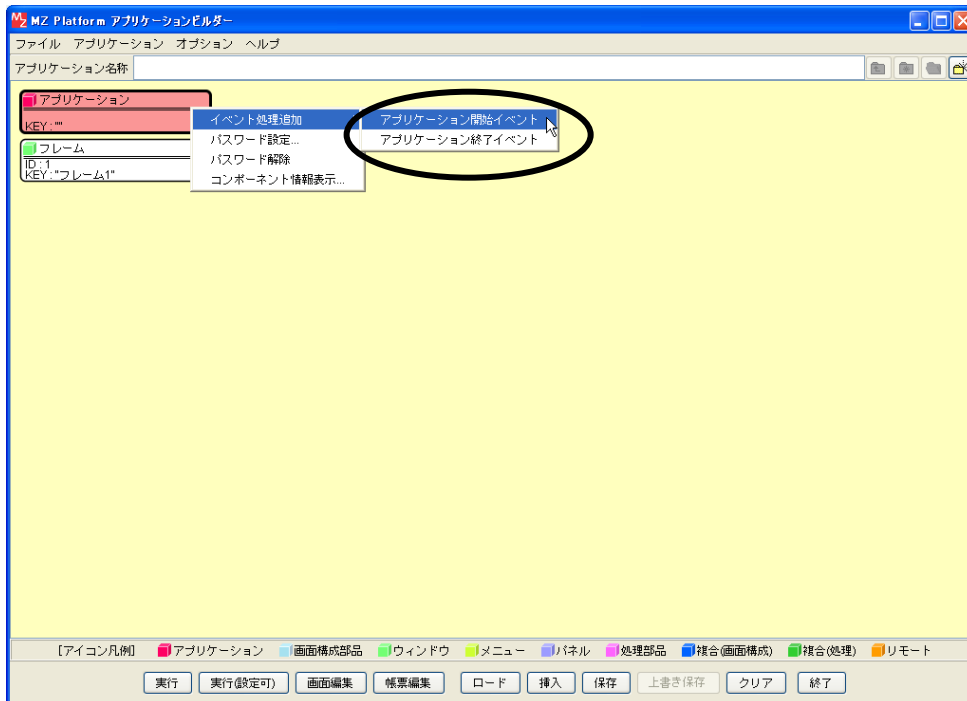 MZ Platform アプリケーションビルダー
ファイル アプリケーション オプション ヘルプ
アプリケーション名称
アプリケーション
KEY:""
フレーム
ID:1
KEY:"フレーム1"
イベント処理追加
パスワード設定...
パスワード解除
コンポーネント情報表示...
アプリケーション開始イベント
アプリケーション終了イベント
[アイコン凡例] アプリケーション 画面構成部品 ウィンドウ メニュー パネル 処理部品 複合(画面構成) 複合(処理) リモート
実行 実行(設定可) 画面編集 帳票編集 ロード 挿入 保存 上書き保存 クリア 終了